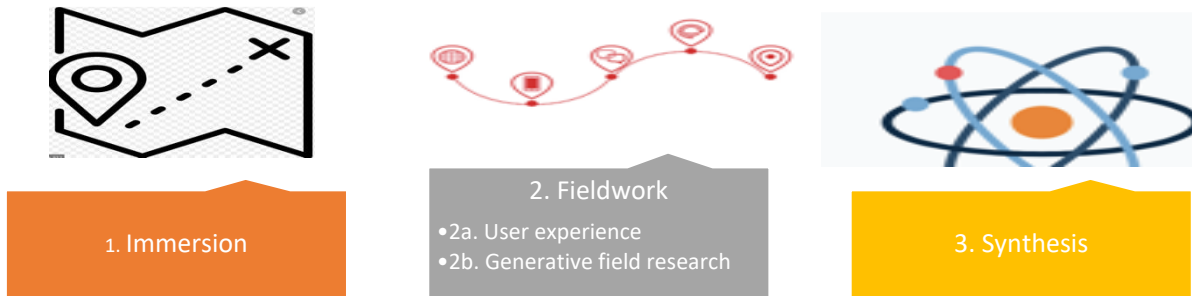 1. Immersion
2. Fieldwork
•2a. User experience
•2b. Generative field research
3. Synthesis